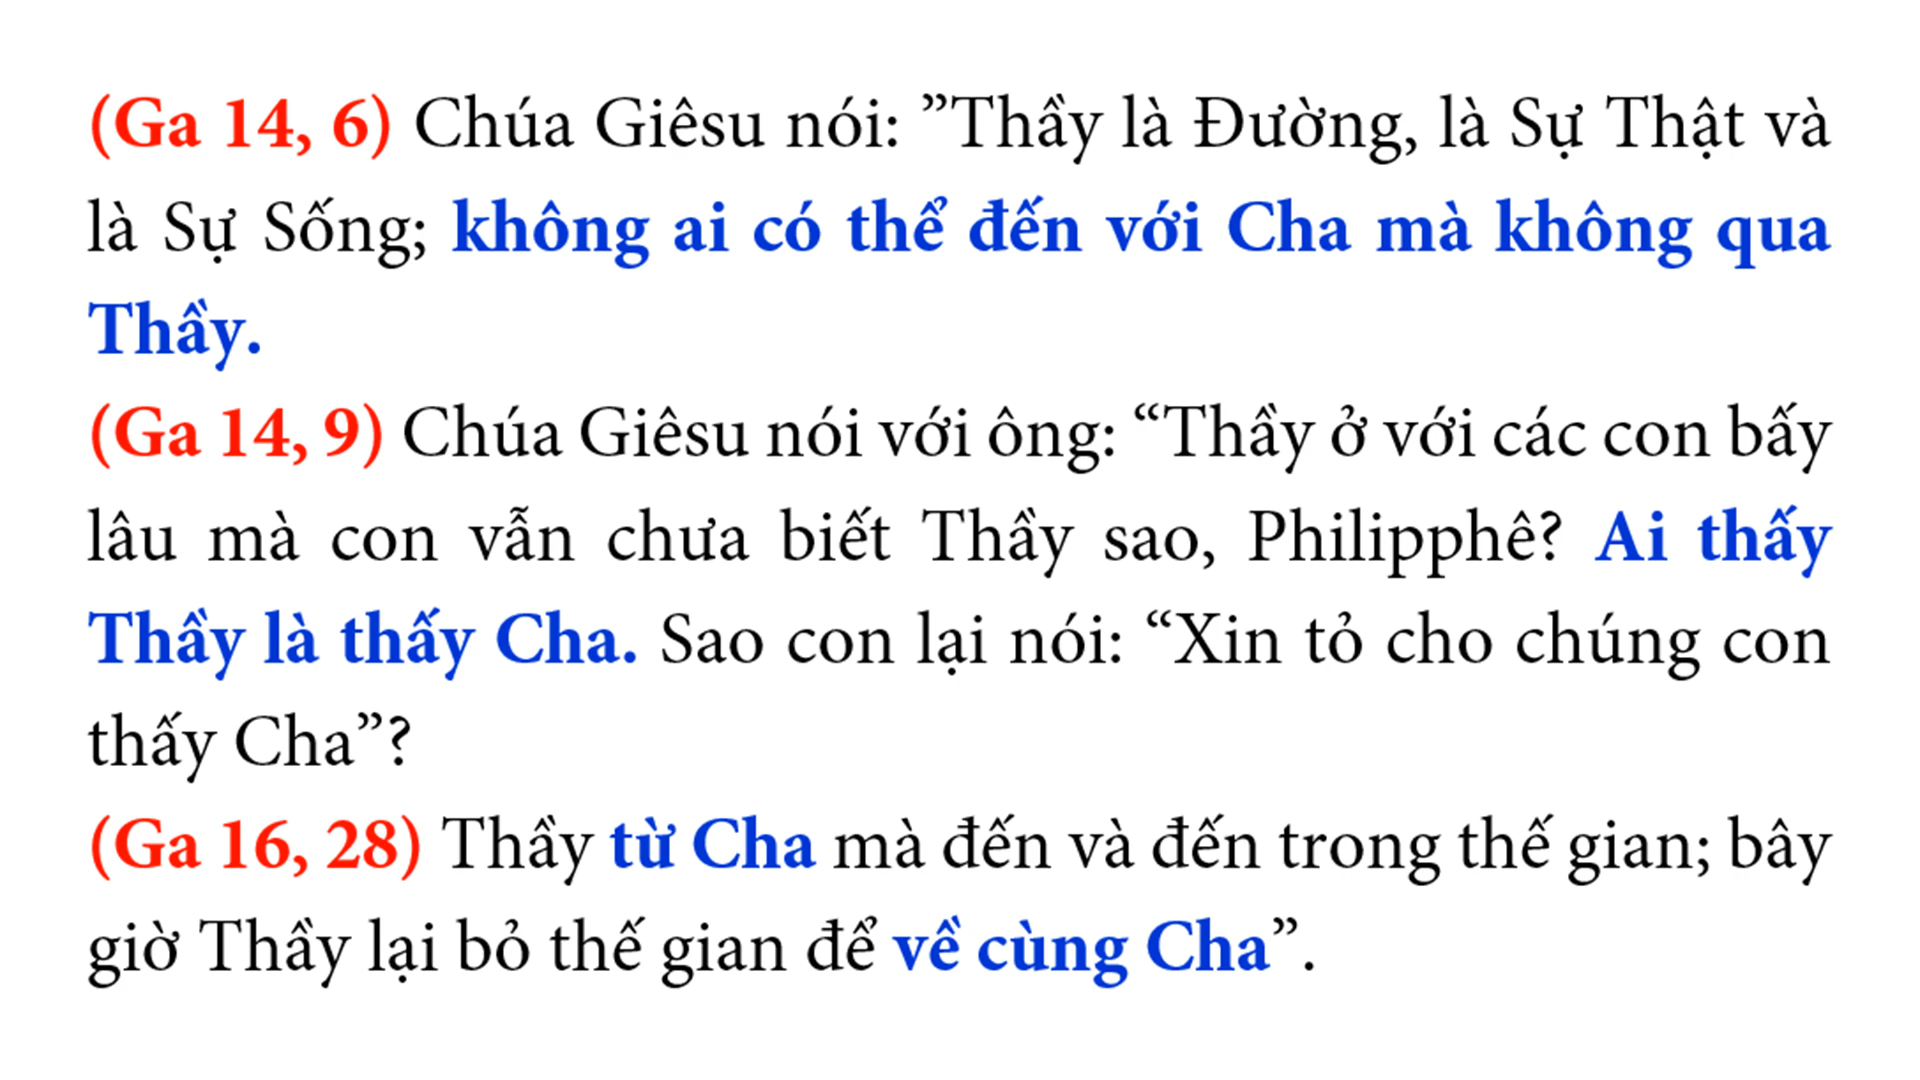 (Ga 14, 6) Chúa Giêsu nói: ”Thầy là Đường, là Sự Thật và
là Sự Sống; không ai có thể đến với Cha mà không qua
Thầy.
(Ga 14, 9) Chúa Giêsu nói với ông: “Thầy ở với các con bấy
lâu mà con vẫn chưa biết Thầy sao, Philipphê? Ai thấy
Thầy là thấy Cha. Sao con lại nói: “Xin tỏ cho chúng con
thấy Cha”?
(Ga 16, 28) Thầy từ Cha mà đến và đến trong thế gian; bây
giờ Thầy lại bỏ thế gian để về cùng Cha”.